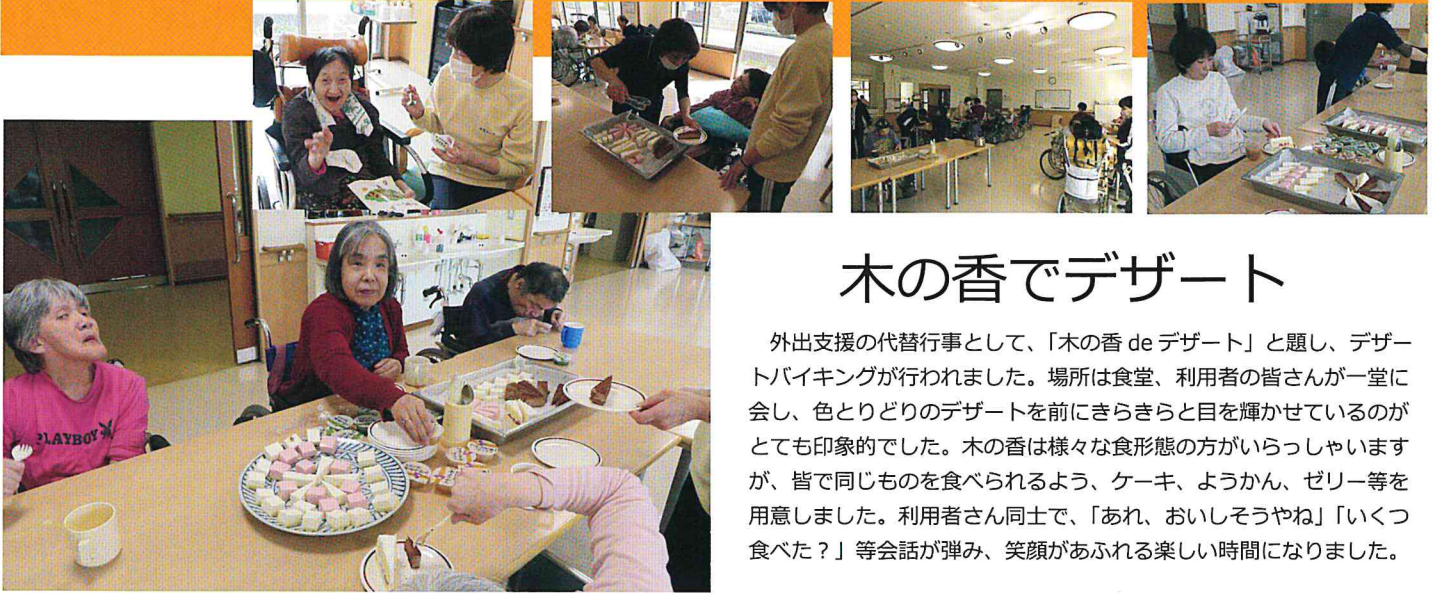 木の香でデザート
外出支援の代替行事として、「木の香 de デザート」と題し、デザー
トバイキングが行われました。場所は食堂、利用者の皆さんが一堂に
会し、色とりどりのデザートを前にきらきらと目を輝かせているのが
とても印象的でした。木の香は様々な食形態の方がいらっしゃいます
が、皆で同じものを食べられるよう、ケーキ、ようかん、ゼリー等を
用意しました。利用者さん同士で、「あれ、おいしそうやね」「いくつ
食べた？」等会話が弾み、笑顔があふれる楽しい時間になりました。
PLAYBOY